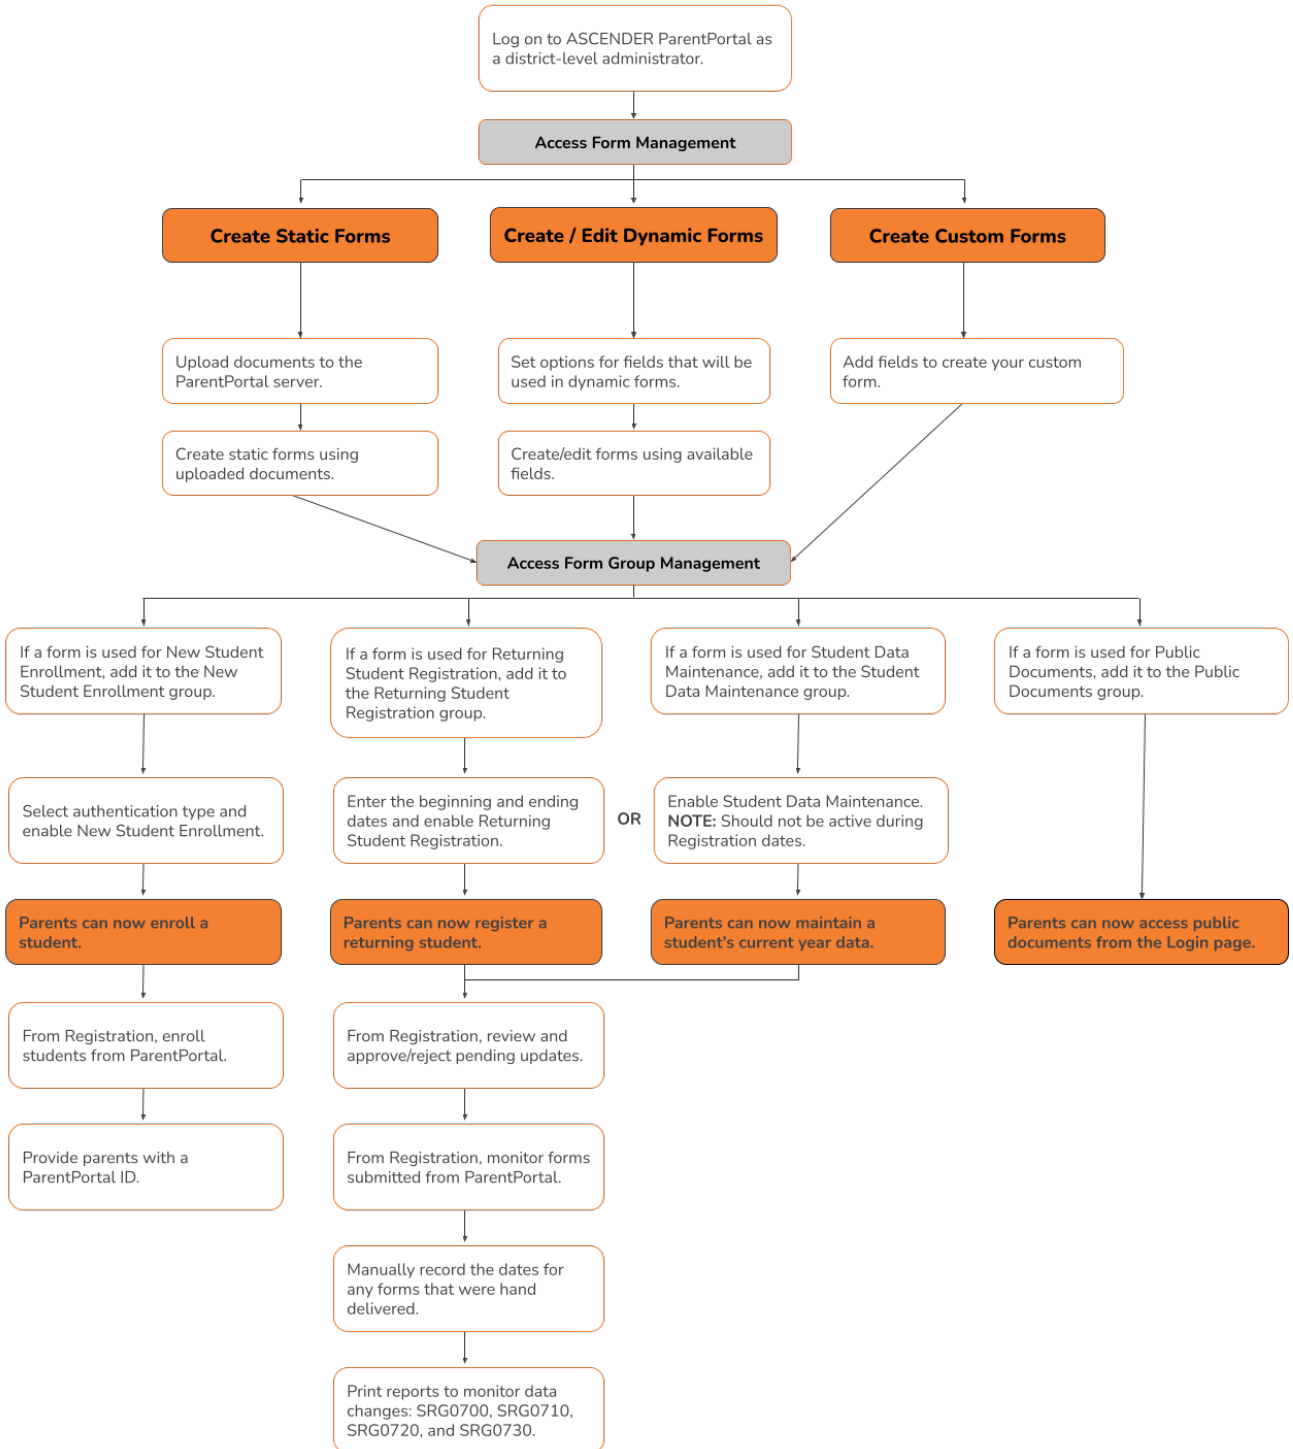 Log on to ASCENDER ParentPortal as
a district-level administrator.
Access Form Management
Create Static Forms
Create / Edit Dynamic Forms
Create Custom Forms
Upload documents to the
ParentPortal server.
Set options for fields that will be
used in dynamic forms.
Add fields to create your custom
form.
Create static forms using
uploaded documents.
Create/edit forms using available
fields.
Access Form Group Management
If a form is used for New Student
Enrollment, add it to the New
Student Enrollment group.
If a form is used for Returning
Student Registration, add it to
the Returning Student
Registration group.
If a form is used for Student Data
Maintenance, add it to the Student
Data Maintenance group.
If a form is used for Public
Documents, add it to the Public
Documents group.
Select authentication type and
enable New Student Enrollment.
Enter the beginning and ending
dates and enable Returning
Student Registration.
OR
Enable Student Data Maintenance.
NOTE: Should not be active during
Registration dates.
Parents can now enroll a
student.
Parents can now register a
returning student.
Parents can now maintain a
student's current year data.
Parents can now access public
documents from the Login page.
From Registration, enroll
students from ParentPortal.
From Registration, review and
approve/reject pending updates.
Provide parents with a
ParentPortal ID.
From Registration, monitor forms
submitted from ParentPortal.
Manually record the dates for
any forms that were hand
delivered.
Print reports to monitor data
changes: SRG0700, SRG0710,
SRG0720, and SRG0730.